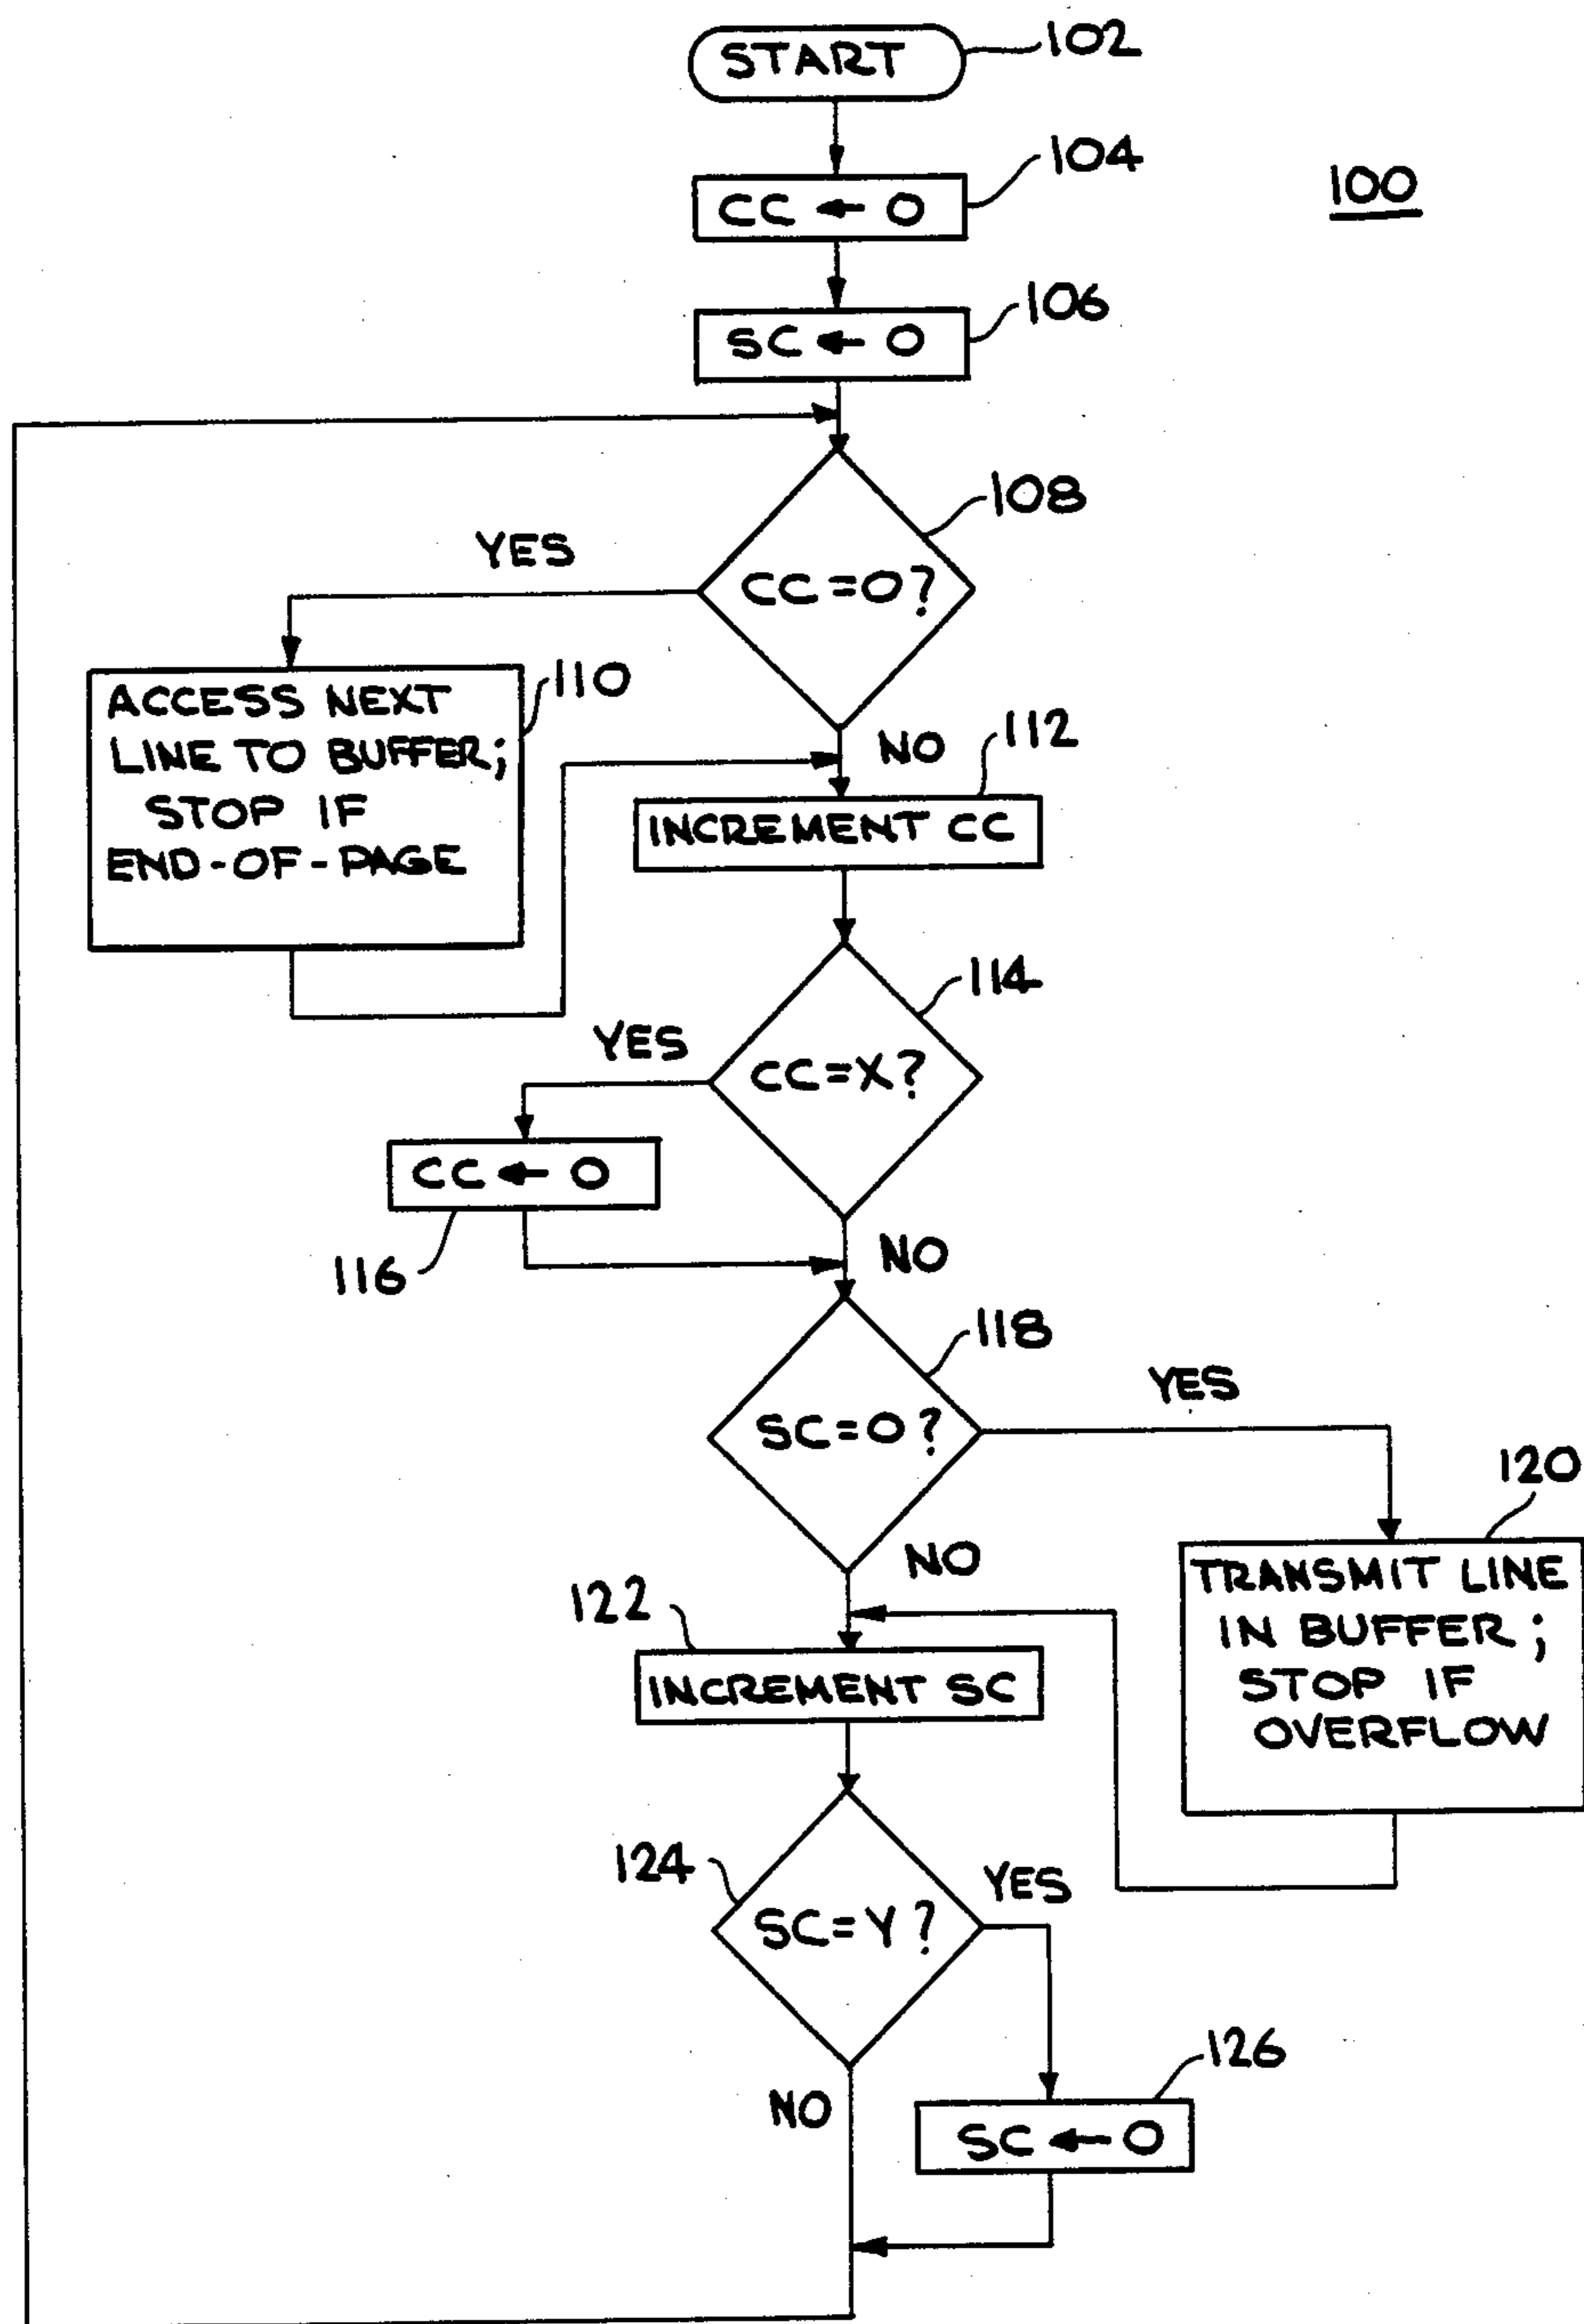 START
102
CC ← 0
104
100
SC ← 0
106
CC=0?
108
YES
ACCESS NEXT
LINE TO BUFFER;
STOP IF
END-OF-PAGE
110
NO
112
INCREMENT CC
114
YES
CC=X?
CC ← 0
116
NO
118
SC=0?
YES
120
TRANSMIT LINE
IN BUFFER;
STOP IF
OVERFLOW
NO
122
INCREMENT SC
124
SC=Y?
YES
126
NO
SC ← 0